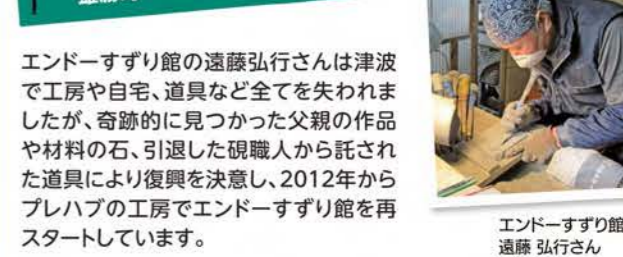 エンドーすずり館の遠藤弘行さんは津波
で工房や自宅、道具など全てを失われま
したが、奇跡的に見つかった父親の作品
や材料の石、引退した硯職人から託され
た道具により復興を決意し、2012年から
プレハブの工房でエンドーすずり館を再
スタートしています。
エンドーすずり館
遠藤 弘行さん